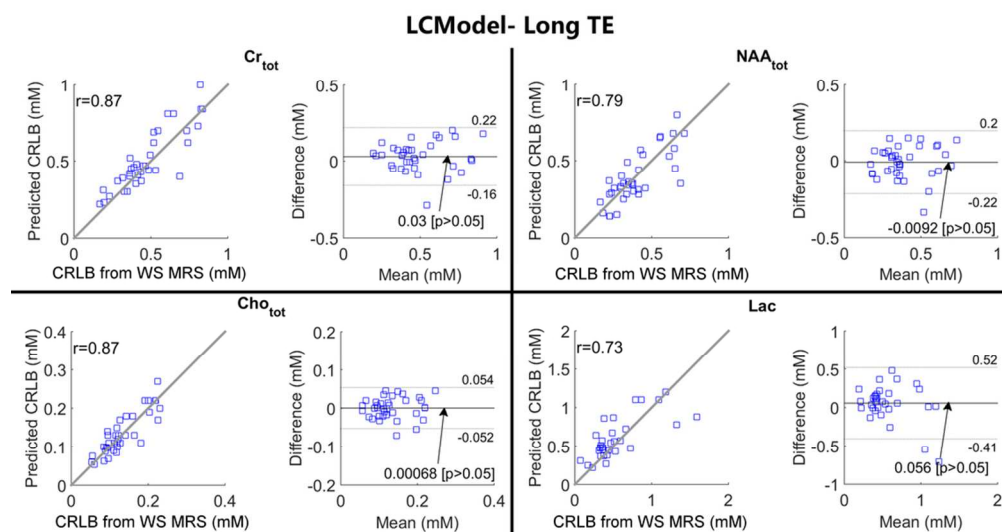 LCModel- Long TE
Cr_tot
r=0.87
Predicted CRLB (mM)
1
0.5
0
0
0.5
1
CRLB from WS MRS (mM)
Difference (mM)
0.5
0
-0.5
0.22
-0.16
0.03 [p>0.05]
0
0.5
1
Mean (mM)
NAA_tot
r=0.79
Predicted CRLB (mM)
1
0.5
0
0
0.5
1
CRLB from WS MRS (mM)
Difference (mM)
0.5
0
-0.5
0.2
-0.22
-0.0092 [p>0.05]
0
0.5
1
Mean (mM)
Cho_tot
r=0.87
Predicted CRLB (mM)
0.4
0.3
0.2
0.1
0
0
0.2
0.4
CRLB from WS MRS (mM)
Difference (mM)
0.2
0.1
0
-0.1
-0.2
0.054
-0.052
0.00068 [p>0.05]
0
0.2
0.4
Mean (mM)
Lac
r=0.73
Predicted CRLB (mM)
2
1.5
1
0.5
0
0
1
2
CRLB from WS MRS (mM)
Difference (mM)
1
0.5
0
-0.5
-1
0.52
-0.41
0.056 [p>0.05]
0
1
2
Mean (mM)